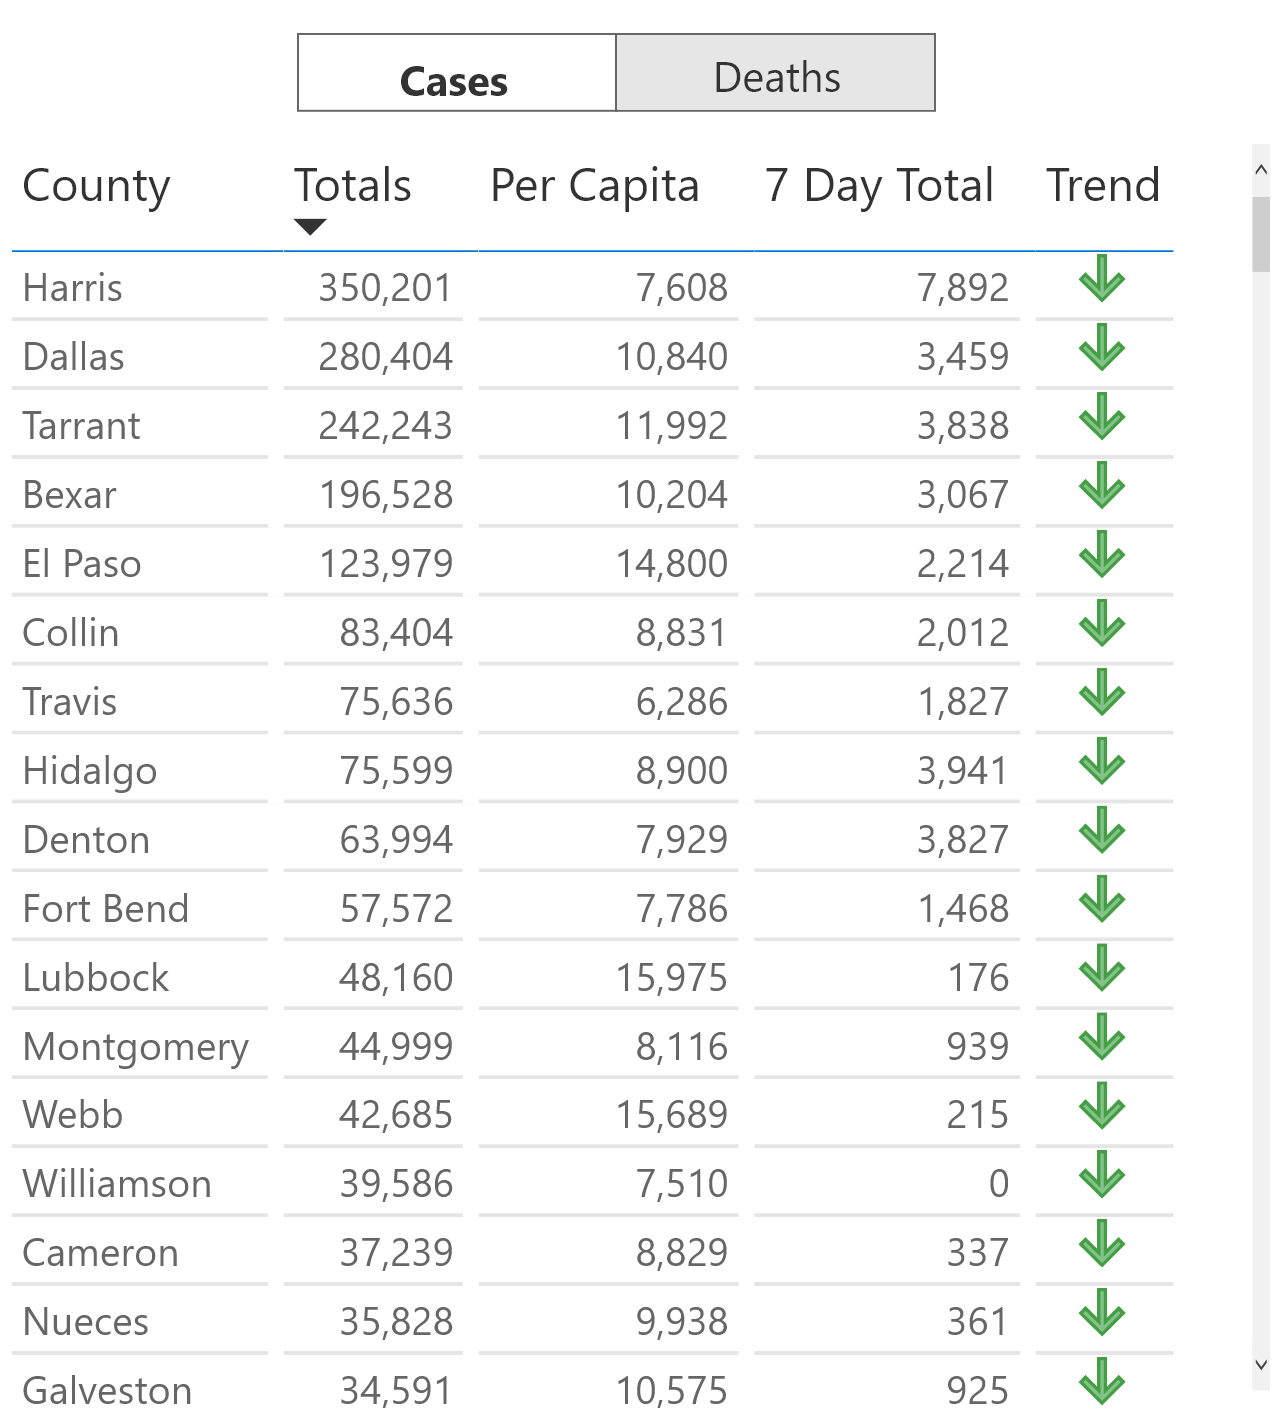 Cases Deaths
County Totals Per Capita 7 Day Total Trend
Harris 350,201 7,608 7,892
Dallas 280,404 10,840 3,459
Tarrant 242,243 11,992 3,838
Bexar 196,528 10,204 3,067
El Paso 123,979 14,800 2,214
Collin 83,404 8,831 2,012
Travis 75,636 6,286 1,827
Hidalgo 75,599 8,900 3,941
Denton 63,994 7,929 3,827
Fort Bend 57,572 7,786 1,468
Lubbock 48,160 15,975 176
Montgomery 44,999 8,116 939
Webb 42,685 15,689 215
Williamson 39,586 7,510 0
Cameron 37,239 8,829 337
Nueces 35,828 9,938 361
Galveston 34,591 10,575 925